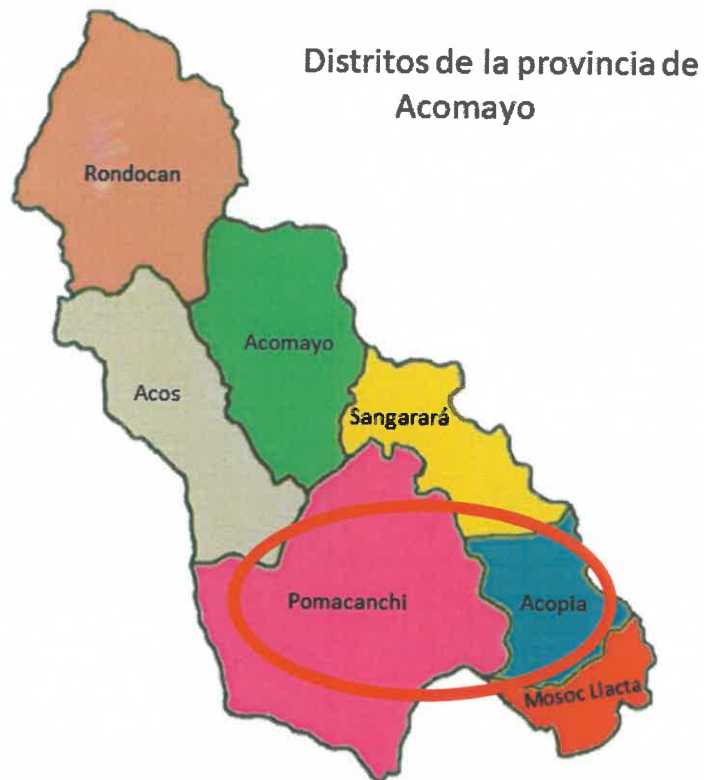 Distritos de la provincia de
Acomayo
Rondocan
Acomayo
Acos
Sangarará
Pomacanchi
Acopia
Mosoc Llacta